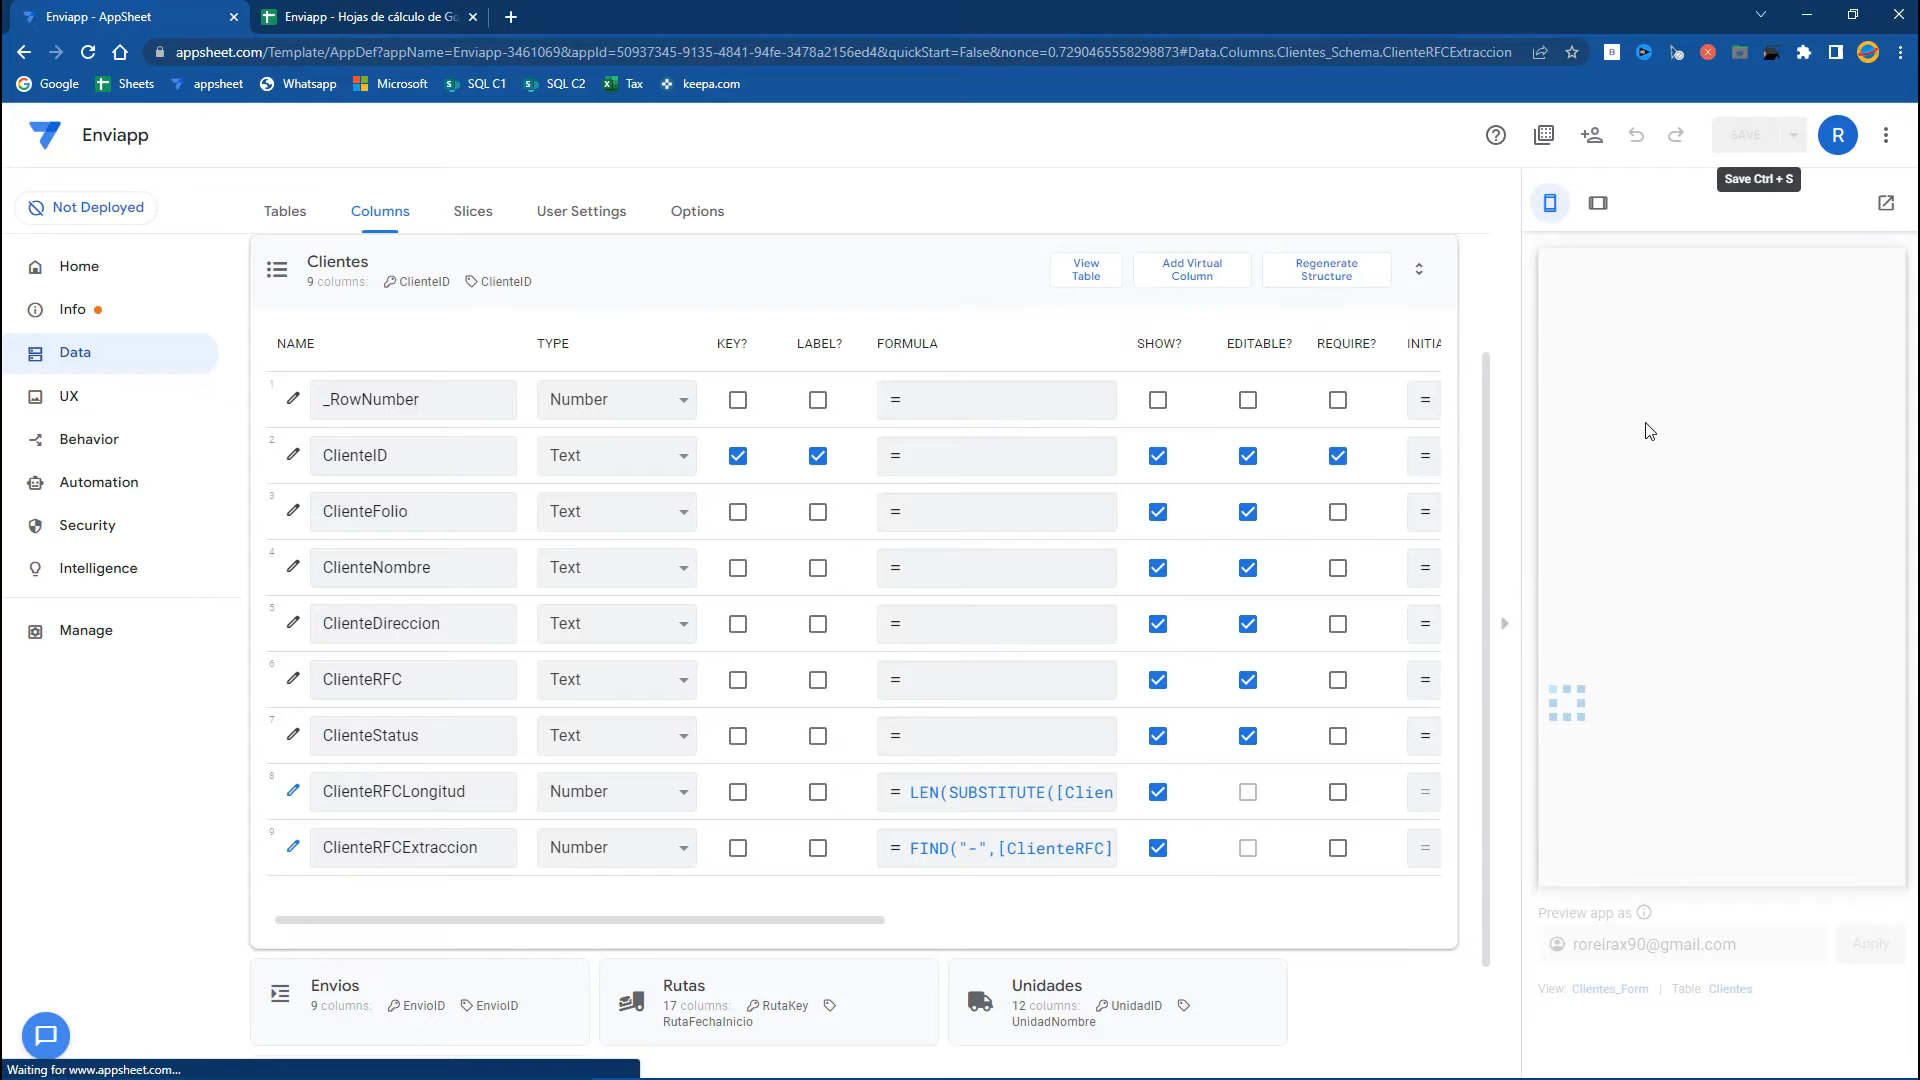 Enviapp - AppSheet
Enviapp - Hojas de cálculo de Go
appsheet.com/Template/AppDef?appName=Enviapp-3461069&appId=50937345-9135-4841-94fe-3478a2156ed4&quickStart=False&nonce=0.7290465558298873#Data.Columns.Clientes_Schema.ClienteRFCExtraccion
Google Sheets appsheet Whatsapp Microsoft SQL C1 SQL C2 Tax keepa.com
Enviapp
SAVE
R
Save Ctrl + S
Not Deployed
Tables Columns Slices User Settings Options
Home
Info
Data
UX
Behavior
Automation
Security
Intelligence
Manage
Clientes
9 columns: ClienteID ClienteID
View Table
Add Virtual Column
Regenerate Structure
NAME TYPE KEY? LABEL? FORMULA SHOW? EDITABLE? REQUIRE? INITIA
1 _RowNumber Number = =
2 ClienteID Text = =
3 ClienteFolio Text = =
4 ClienteNombre Text = =
5 ClienteDireccion Text = =
6 ClienteRFC Text = =
7 ClienteStatus Text = =
8 ClienteRFCLongitud Number = LEN(SUBSTITUTE([Clien =
9 ClienteRFCExtraccion Number = FIND("-",[ClienteRFC] =
Envios
9 columns: EnvioID EnvioID
Rutas
17 columns: RutaKey
RutaFechaInicio
Unidades
12 columns: UnidadID
UnidadNombre
Preview app as
roreirax90@gmail.com
Apply
View: Clientes_Form | Table: Clientes
Waiting for www.appsheet.com...